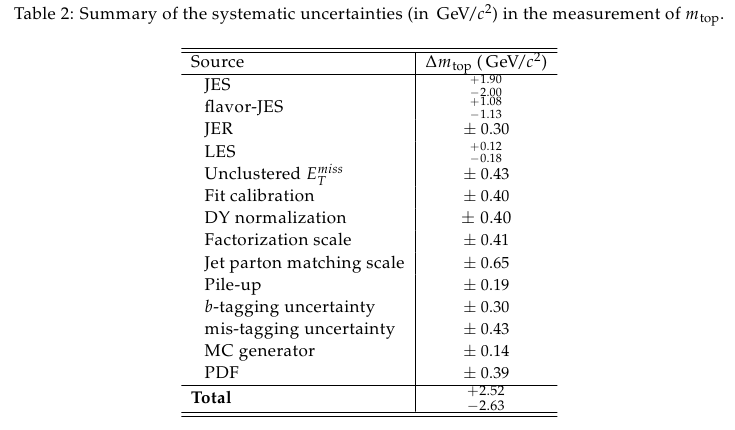 Table 2: Summary of the systematic uncertainties (in GeV/c²) in the measurement of m_top.
Source Δm_top (GeV/c²)
JES +1.90 −2.00
flavor-JES +1.08 −1.13
JER ± 0.30
LES +0.12 −0.18
Unclustered E_T^miss ± 0.43
Fit calibration ± 0.40
DY normalization ± 0.40
Factorization scale ± 0.41
Jet parton matching scale ± 0.65
Pile-up ± 0.19
b-tagging uncertainty ± 0.30
mis-tagging uncertainty ± 0.43
MC generator ± 0.14
PDF ± 0.39
Total +2.52 −2.63